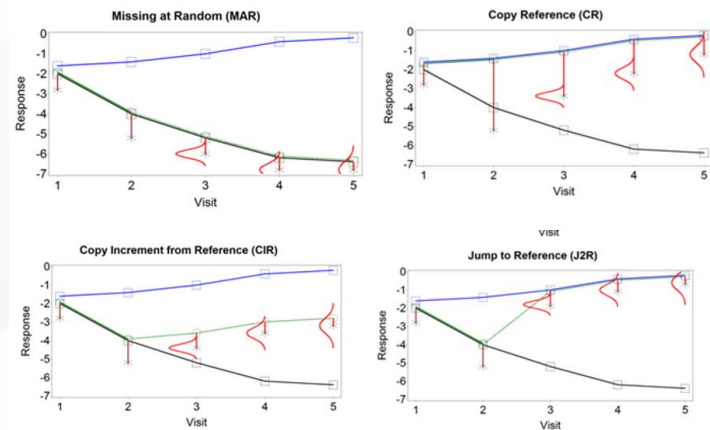 Missing at Random (MAR)
0
-1
-2
-3
-4
-5
-6
-7
Response
1 2 3 4 5
Visit
Copy Reference (CR)
0
-1
-2
-3
-4
-5
-6
-7
Response
1 2 3 4 5
Visit
Visit
Copy Increment from Reference (CIR)
0
-1
-2
-3
-4
-5
-6
-7
Response
1 2 3 4 5
Visit
Jump to Reference (J2R)
0
-1
-2
-3
-4
-5
-6
-7
Response
1 2 3 4 5
Visit